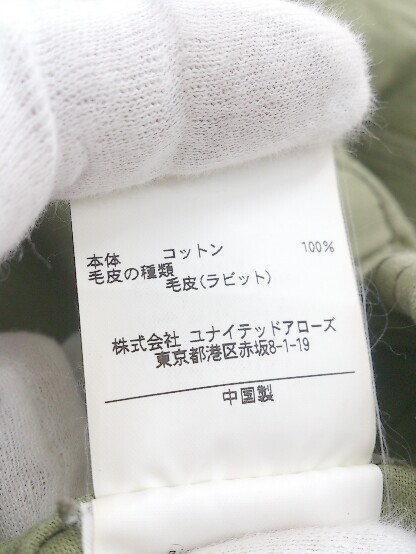 本体 コットン 100%
毛皮の種類
毛皮(ラビット)
株式会社 ユナイテッドアローズ
東京都港区赤坂8-1-19
中国製